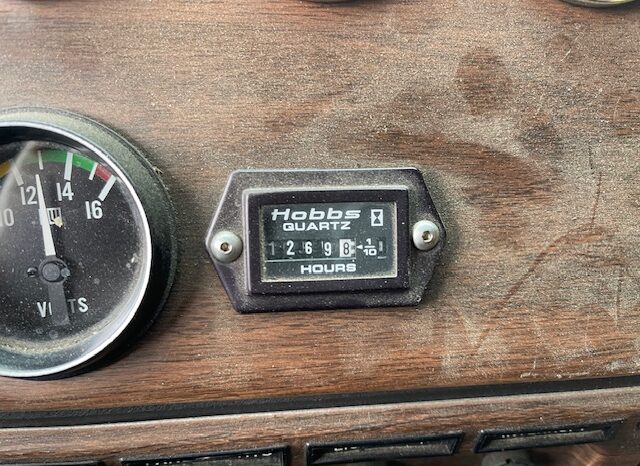 Hobbs
QUARTZ
1 2 6 9 8 1/10
HOURS
10 12 14 16
VOLTS